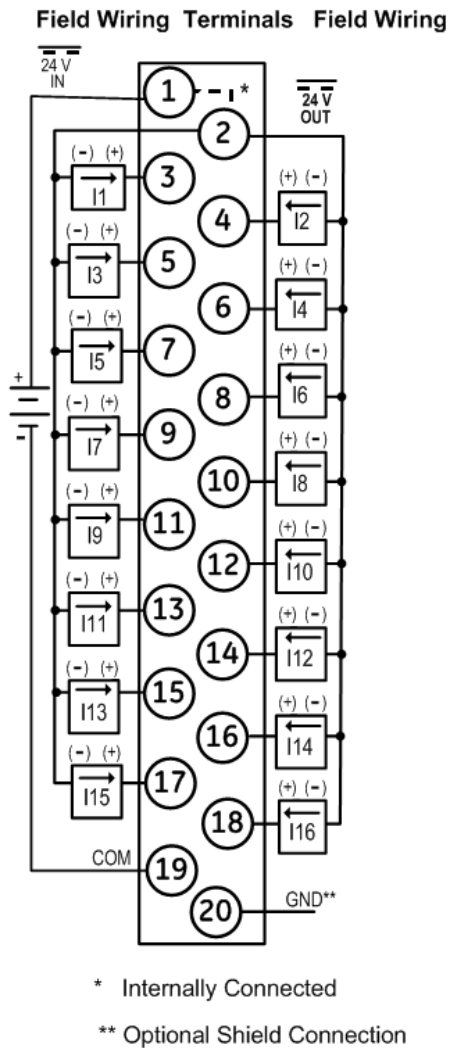 Field Wiring Terminals Field Wiring
24 V
IN
1
*
24 V
OUT
2
(-) (+)
I1
3
(+) (-)
I2
4
(-) (+)
I3
5
(+) (-)
I4
6
(-) (+)
I5
7
(+) (-)
I6
8
+
-
(-) (+)
I7
9
(+) (-)
I8
10
(-) (+)
I9
11
(+) (-)
I10
12
(-) (+)
I11
13
(+) (-)
I12
14
(-) (+)
I13
15
(+) (-)
I14
16
(-) (+)
I15
17
(+) (-)
I16
18
COM
19
20
GND**
* Internally Connected
** Optional Shield Connection